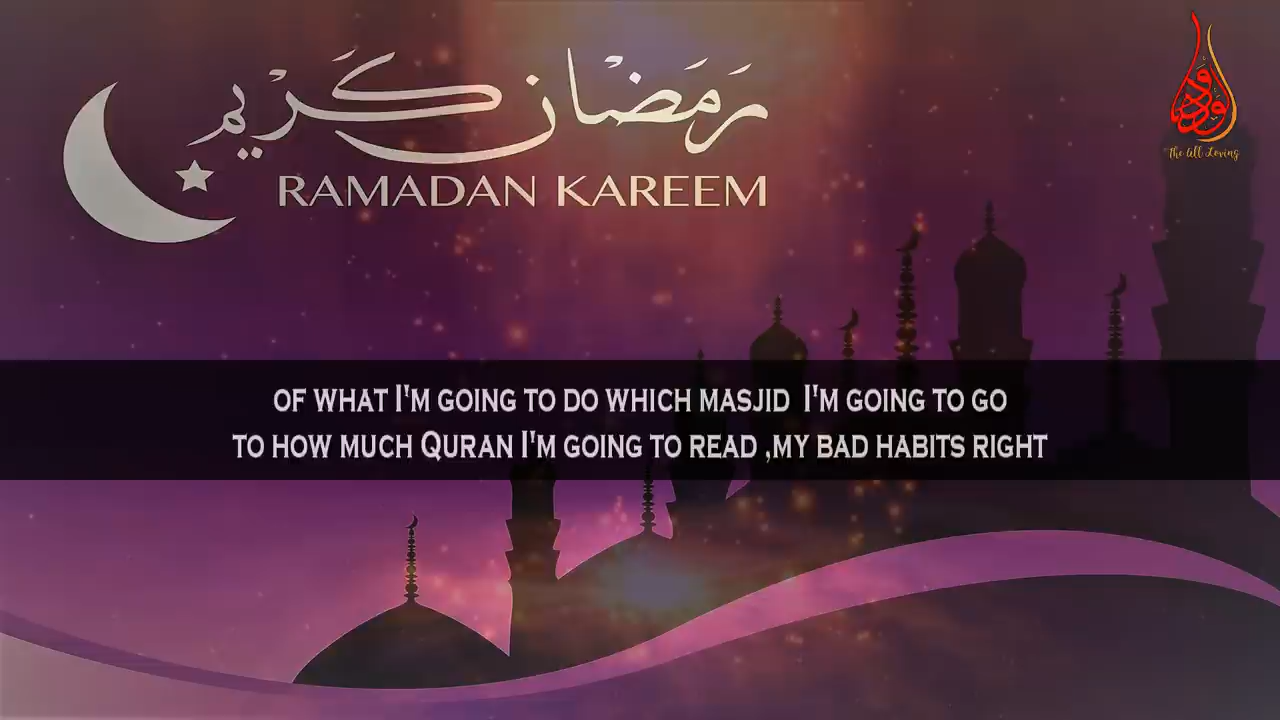 رَمَضَان كَرِيْم
RAMADAN KAREEM
ودود
The All Loving
OF WHAT I'M GOING TO DO WHICH MASJID I'M GOING TO GO
TO HOW MUCH QURAN I'M GOING TO READ ,MY BAD HABITS RIGHT